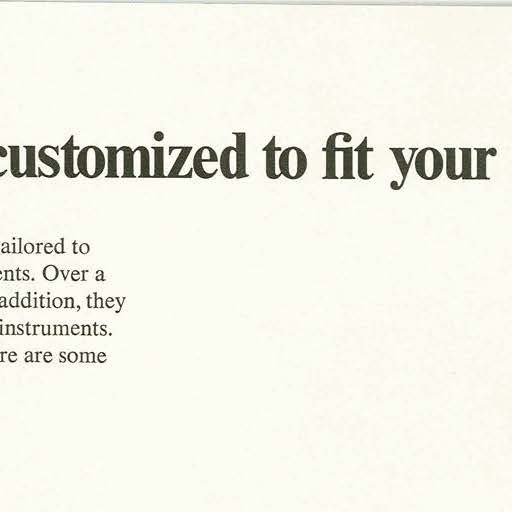 customized to fit your
ailored to
ents. Over a
addition, they
instruments.
re are some